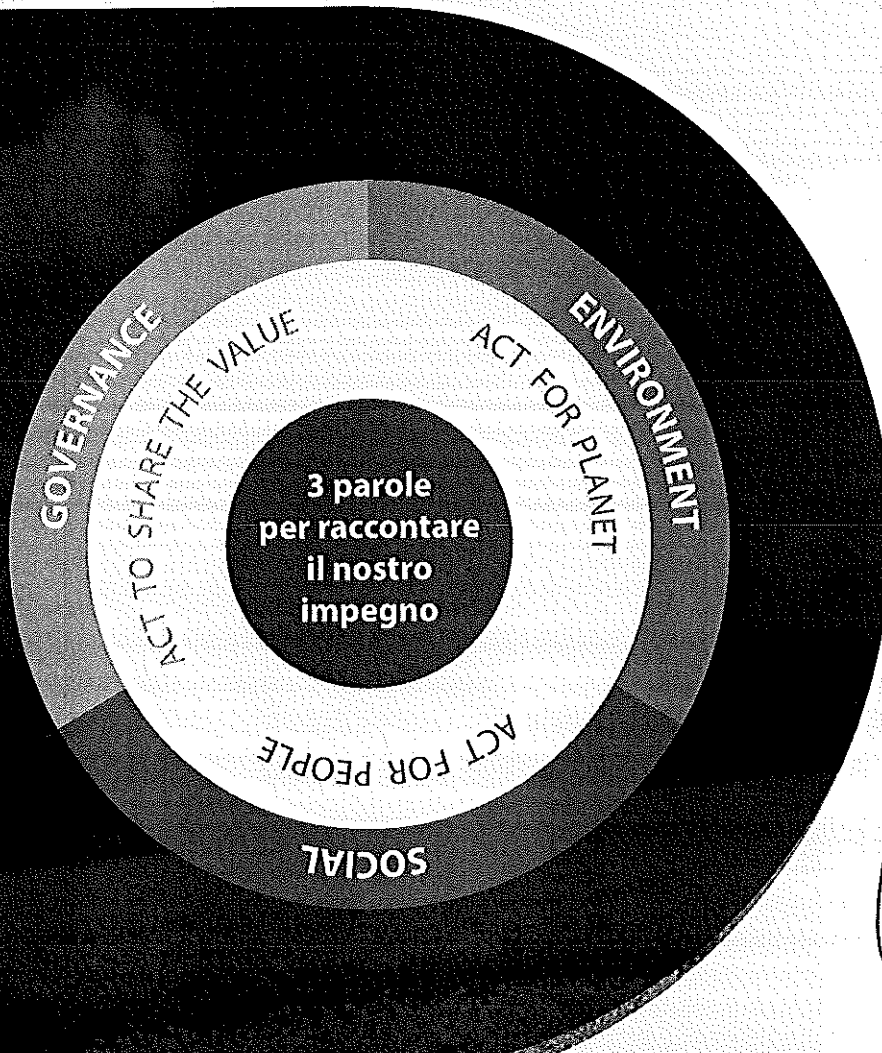 GOVERNANCE
ENVIRONMENT
SOCIAL
ACT TO SHARE THE VALUE
ACT FOR PLANET
ACT FOR PEOPLE
3 parole
per raccontare
il nostro
impegno